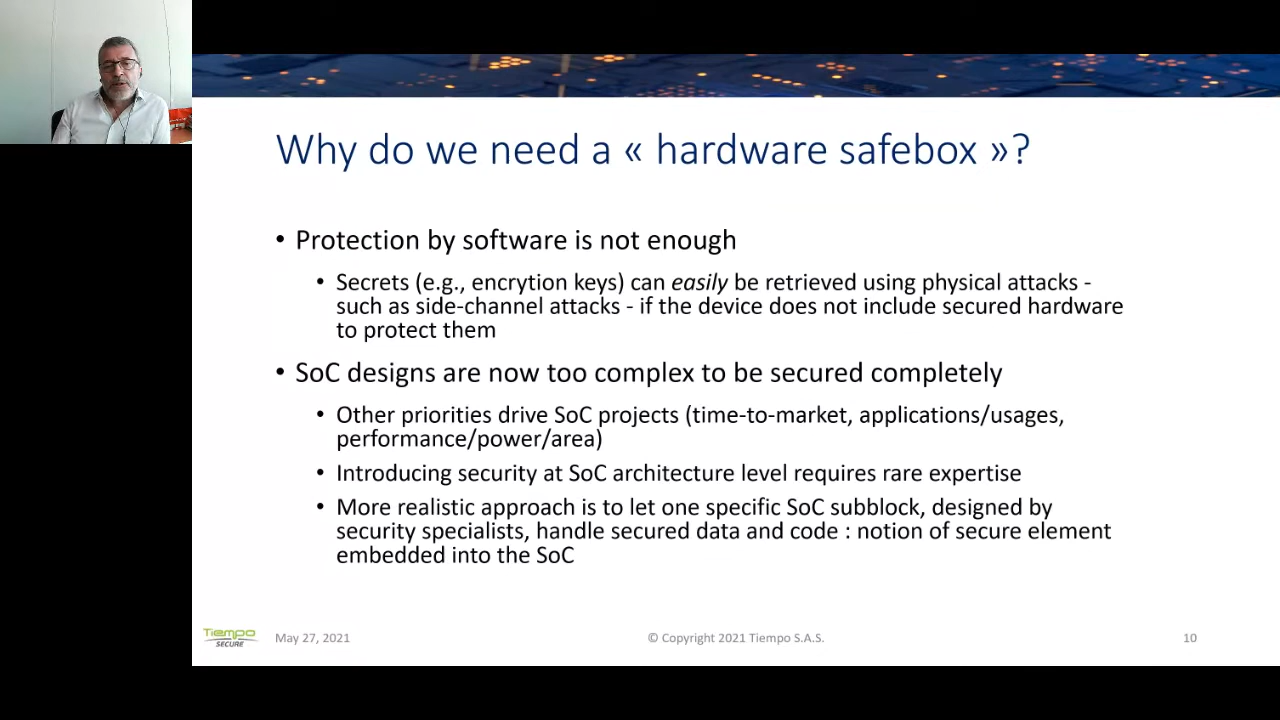 Why do we need a « hardware safebox »?
• Protection by software is not enough
• Secrets (e.g., encrytion keys) can easily be retrieved using physical attacks -
such as side-channel attacks - if the device does not include secured hardware
to protect them
• SoC designs are now too complex to be secured completely
• Other priorities drive SoC projects (time-to-market, applications/usages,
performance/power/area)
• Introducing security at SoC architecture level requires rare expertise
• More realistic approach is to let one specific SoC subblock, designed by
security specialists, handle secured data and code : notion of secure element
embedded into the SoC
Tiempo
SECURE
May 27, 2021
© Copyright 2021 Tiempo S.A.S.
10